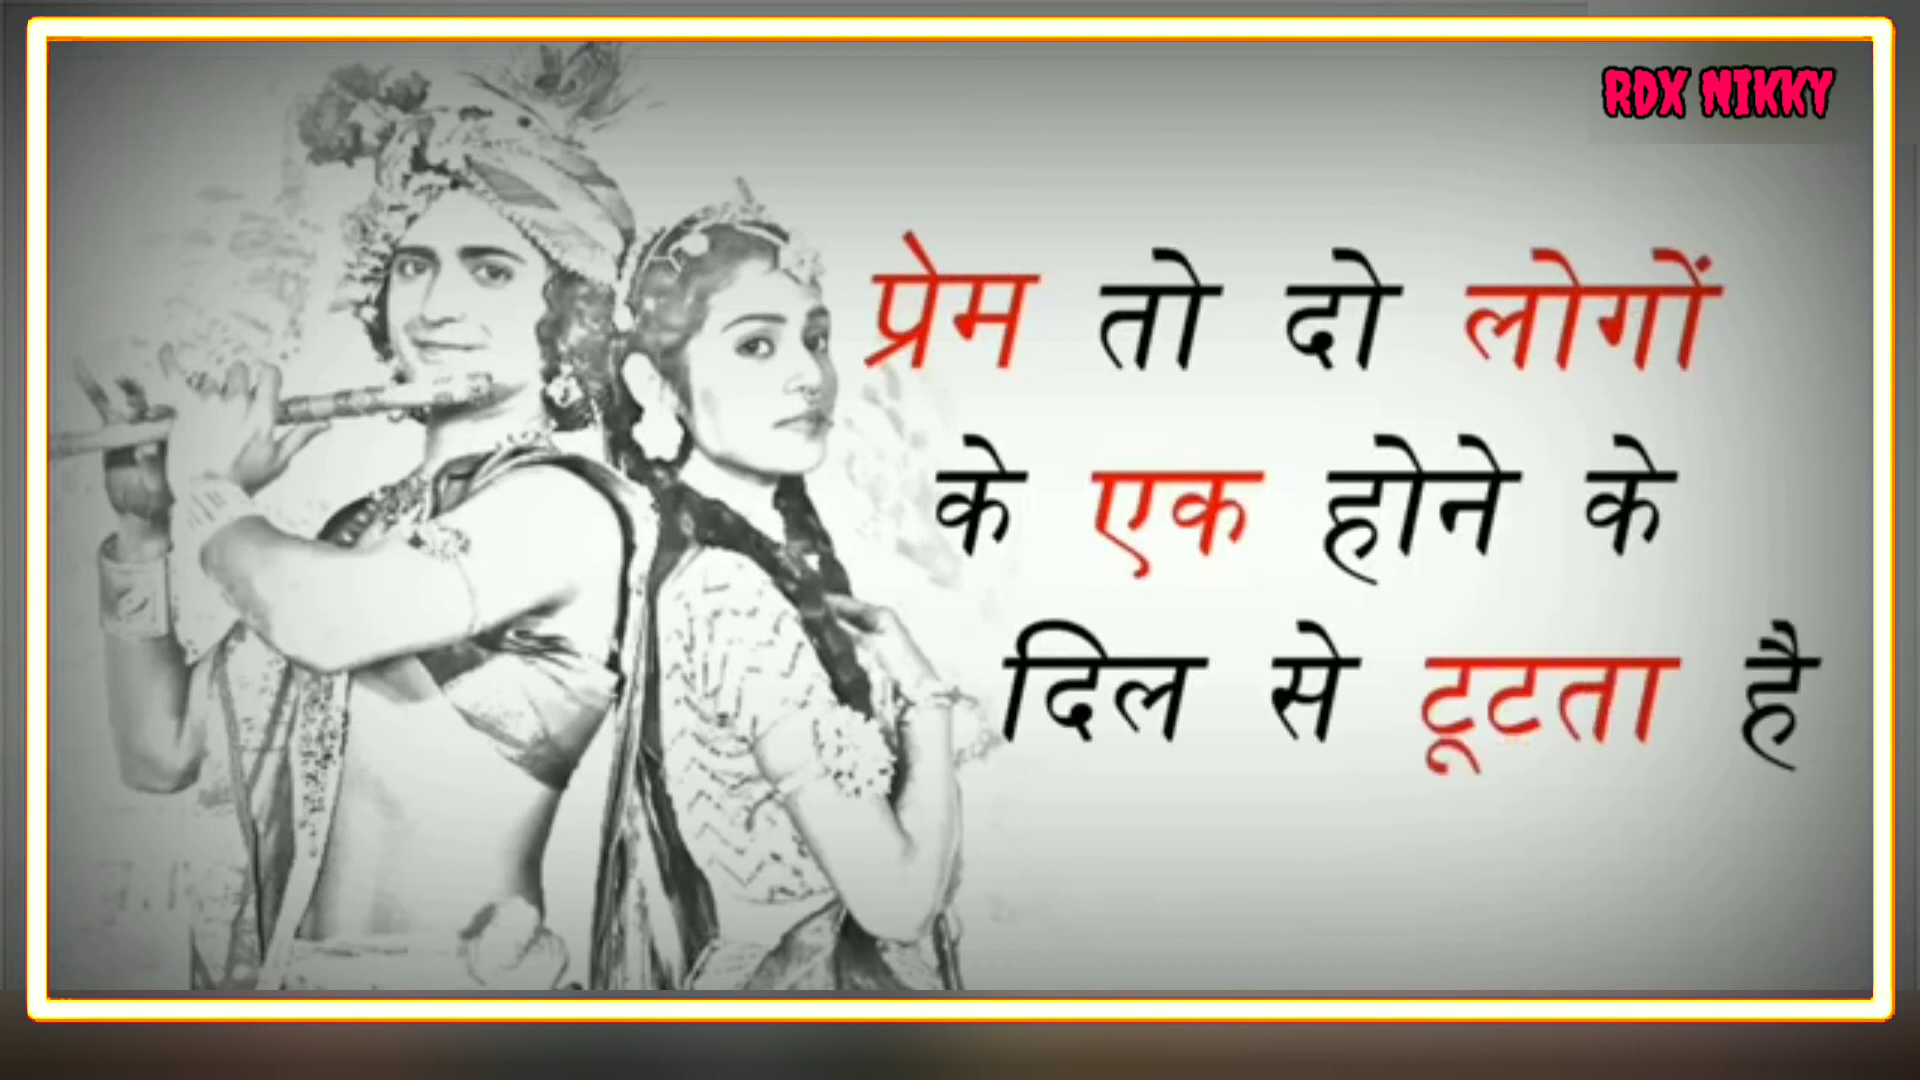 RDX NIKKY
प्रेम तो दो लोगों
के एक होने के
दिल से टूटता है